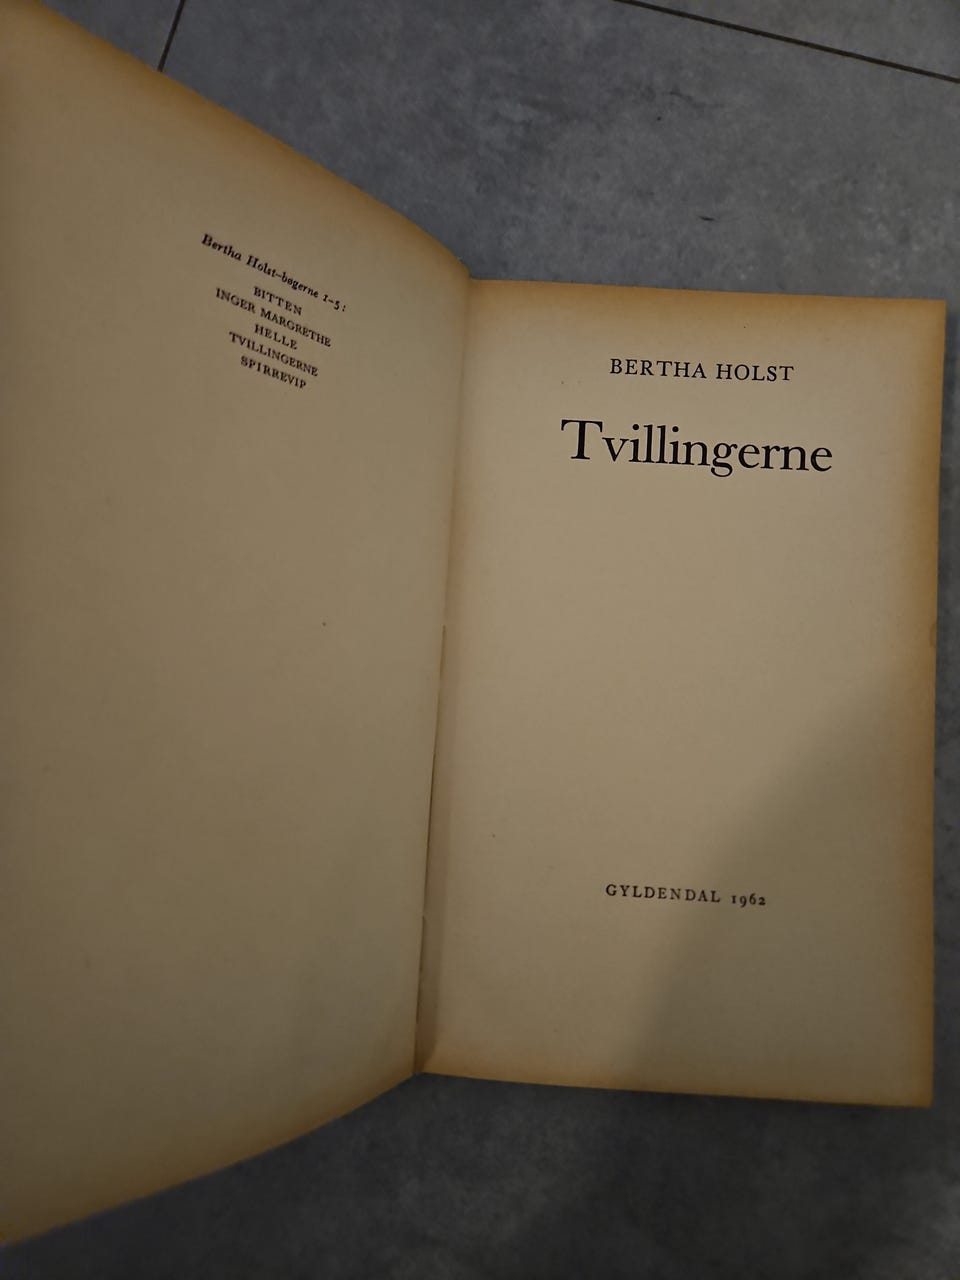 Bertha Holst-bøgerne 1-5:
BITTEN
INGER MARGRETHE
HELLE
TVILLINGERNE
SPIRREVIP
BERTHA HOLST
Tvillingerne
GYLDENDAL 1962